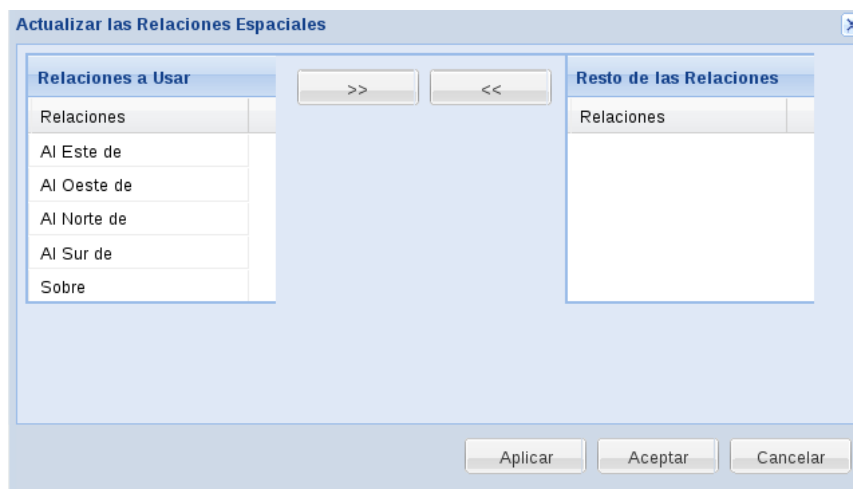 Actualizar las Relaciones Espaciales
Relaciones a Usar
>>
<<
Resto de las Relaciones
Relaciones
Relaciones
Al Este de
Al Oeste de
Al Norte de
Al Sur de
Sobre
Aplicar
Aceptar
Cancelar